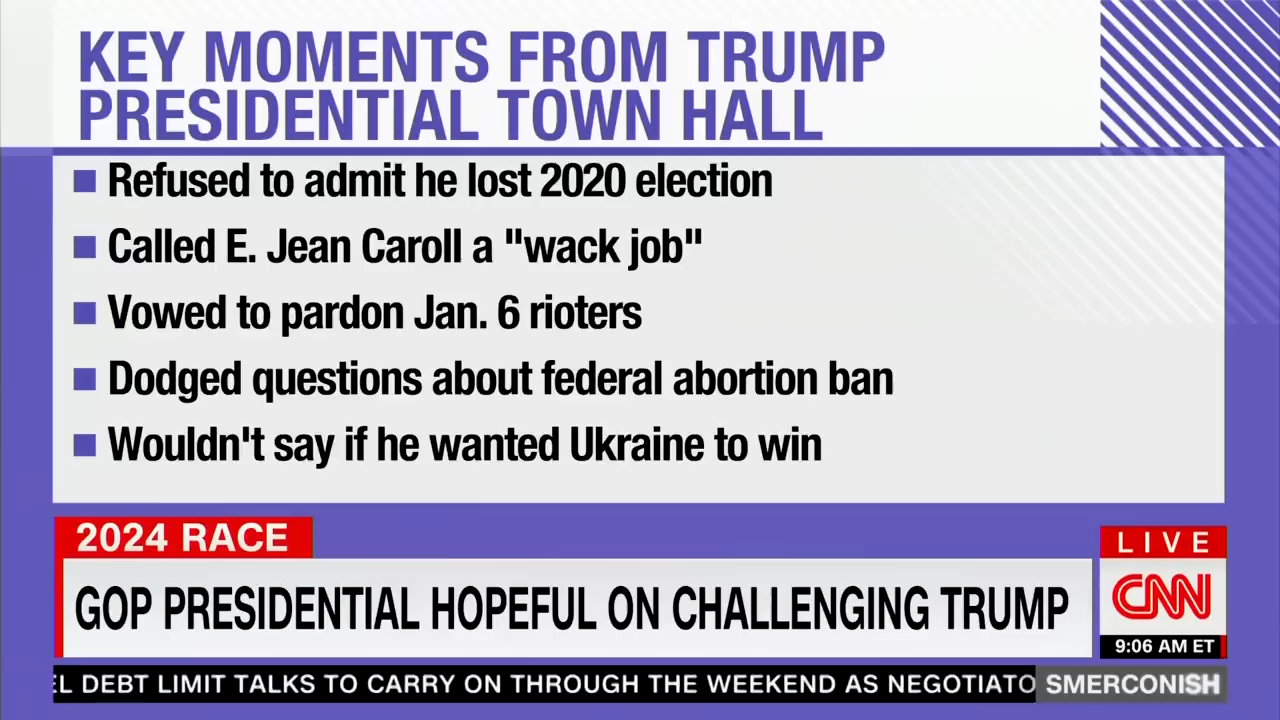 KEY MOMENTS FROM TRUMP
PRESIDENTIAL TOWN HALL
Refused to admit he lost 2020 election
Called E. Jean Caroll a "wack job"
Vowed to pardon Jan. 6 rioters
Dodged questions about federal abortion ban
Wouldn't say if he wanted Ukraine to win
2024 RACE
GOP PRESIDENTIAL HOPEFUL ON CHALLENGING TRUMP
LIVE
CNN
9:06 AM ET
DEBT LIMIT TALKS TO CARRY ON THROUGH THE WEEKEND AS
SMERCONISH